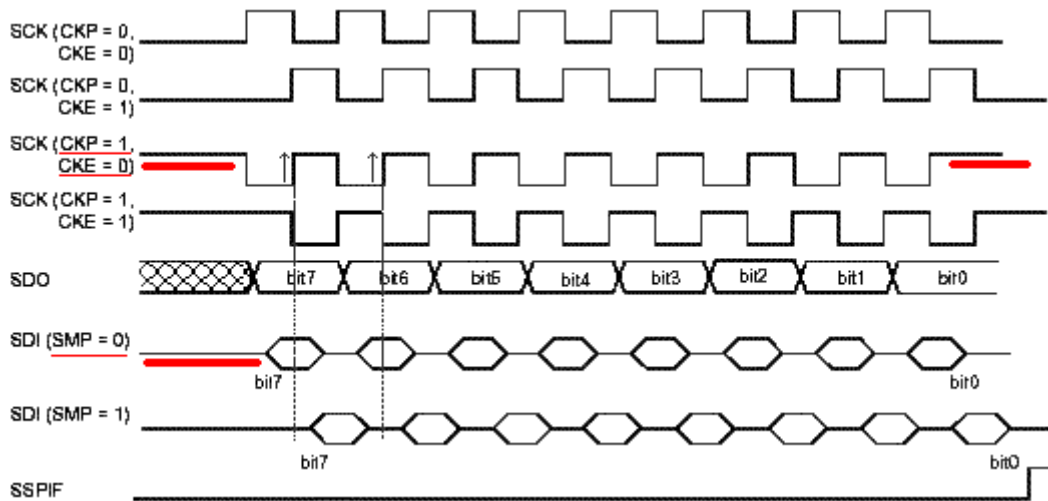 SCK (CKP = 0,
CKE = 0)
SCK (CKP = 0,
CKE = 1)
SCK (CKP = 1,
CKE = 0)
SCK (CKP = 1,
CKE = 1)
SDO
bit7 bit6 bit5 bit4 bit3 bit2 bit1 bit0
SDI (SMP = 0)
bit7 bit0
SDI (SMP = 1)
bit7 bit0
SSPIF